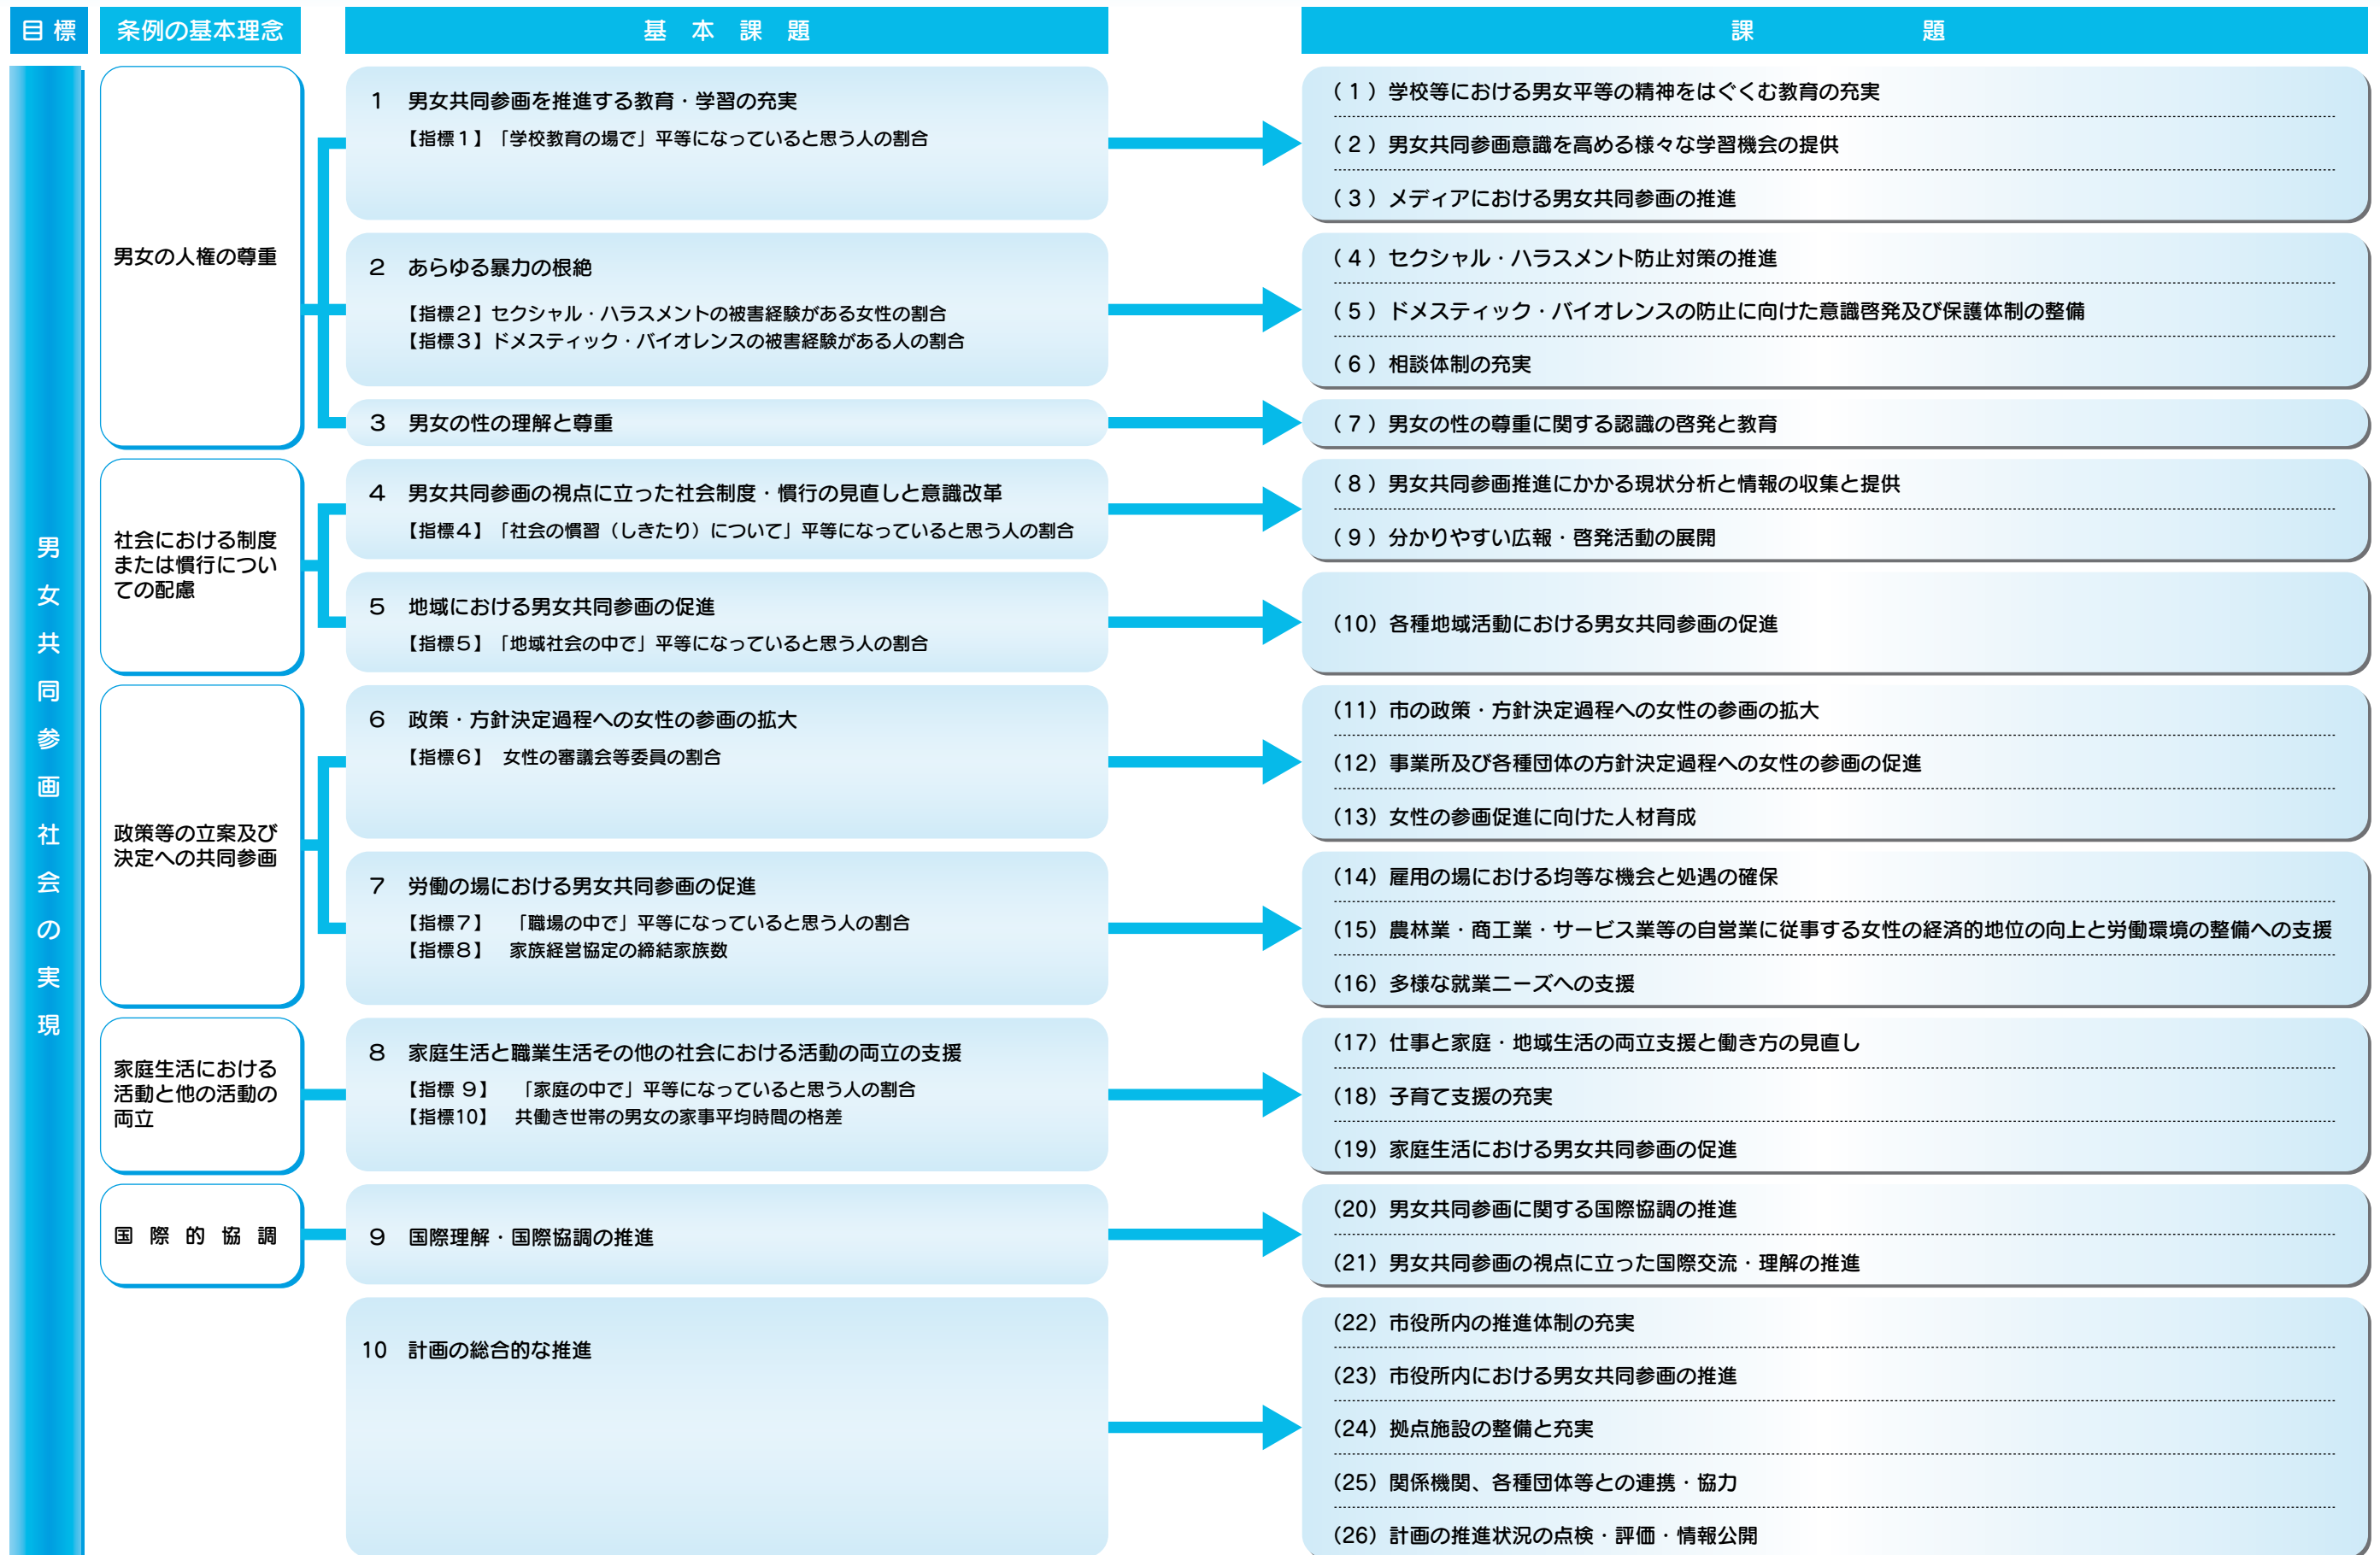 目標
条例の基本理念
基本課題
課題
男女共同参画社会の実現
男女の人権の尊重
1 男女共同参画を推進する教育・学習の充実
【指標1】「学校教育の場で」平等になっていると思う人の割合
（1）学校等における男女平等の精神をはぐくむ教育の充実
（2）男女共同参画意識を高める様々な学習機会の提供
（3）メディアにおける男女共同参画の推進
2 あらゆる暴力の根絶
【指標2】セクシャル・ハラスメントの被害経験がある女性の割合
【指標3】ドメスティック・バイオレンスの被害経験がある人の割合
（4）セクシャル・ハラスメント防止対策の推進
（5）ドメスティック・バイオレンスの防止に向けた意識啓発及び保護体制の整備
（6）相談体制の充実
3 男女の性の理解と尊重
（7）男女の性の尊重に関する認識の啓発と教育
社会における制度
または慣行につい
ての配慮
4 男女共同参画の視点に立った社会制度・慣行の見直しと意識改革
【指標4】「社会の慣習（しきたり）について」平等になっていると思う人の割合
（8）男女共同参画推進にかかる現状分析と情報の収集と提供
（9）分かりやすい広報・啓発活動の展開
5 地域における男女共同参画の促進
【指標5】「地域社会の中で」平等になっていると思う人の割合
（10）各種地域活動における男女共同参画の促進
政策等の立案及び
決定への共同参画
6 政策・方針決定過程への女性の参画の拡大
【指標6】 女性の審議会等委員の割合
（11）市の政策・方針決定過程への女性の参画の拡大
（12）事業所及び各種団体の方針決定過程への女性の参画の促進
（13）女性の参画促進に向けた人材育成
7 労働の場における男女共同参画の促進
【指標7】 「職場の中で」平等になっていると思う人の割合
【指標8】 家族経営協定の締結家族数
（14）雇用の場における均等な機会と処遇の確保
（15）農林業・商工業・サービス業等の自営業に従事する女性の経済的地位の向上と労働環境の整備への支援
（16）多様な就業ニーズへの支援
家庭生活における
活動と他の活動の
両立
8 家庭生活と職業生活その他の社会における活動の両立の支援
【指標 9】 「家庭の中で」平等になっていると思う人の割合
【指標10】 共働き世帯の男女の家事平均時間の格差
（17）仕事と家庭・地域生活の両立支援と働き方の見直し
（18）子育て支援の充実
（19）家庭生活における男女共同参画の促進
国際的協調
9 国際理解・国際協調の推進
（20）男女共同参画に関する国際協調の推進
（21）男女共同参画の視点に立った国際交流・理解の推進
10 計画の総合的な推進
（22）市役所内の推進体制の充実
（23）市役所内における男女共同参画の推進
（24）拠点施設の整備と充実
（25）関係機関、各種団体等との連携・協力
（26）計画の推進状況の点検・評価・情報公開